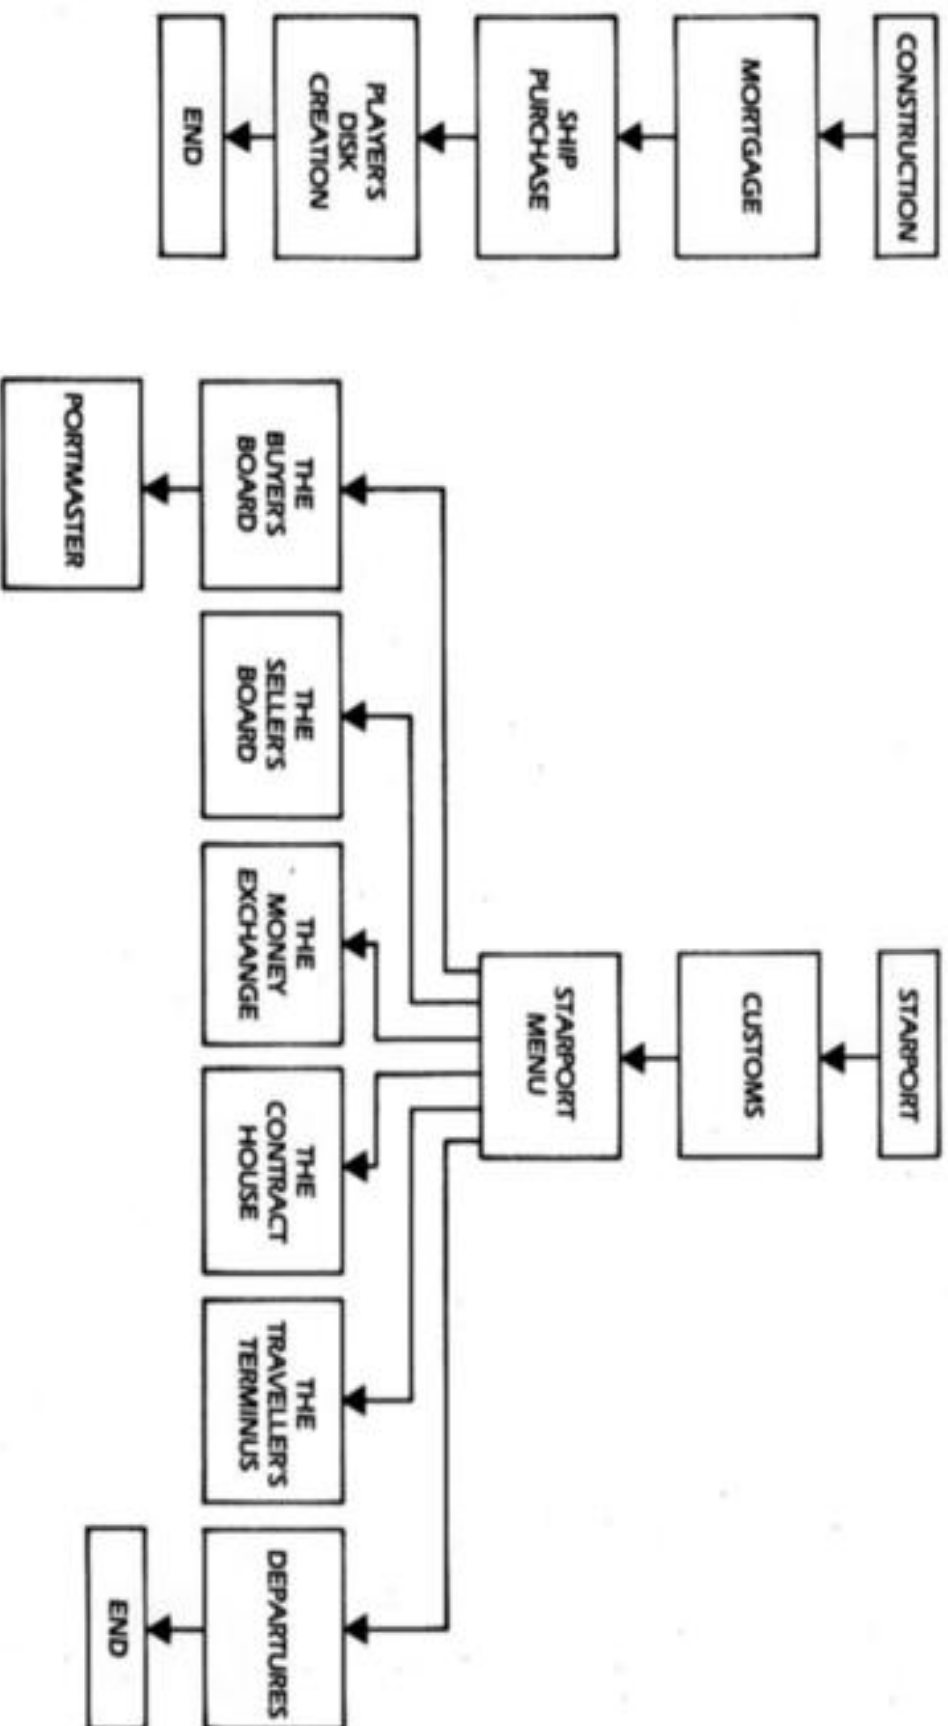 CONSTRUCTION
MORTGAGE
SHIP
PURCHASE
PLAYER'S
DISK
CREATION
END
STARPORT
CUSTOMS
STARPORT
MENU
THE
BUYER'S
BOARD
THE
SELLER'S
BOARD
THE
MONEY
EXCHANGE
THE
CONTRACT
HOUSE
THE
TRAVELLER'S
TERMINUS
DEPARTURES
PORTMASTER
END